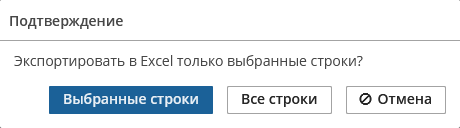 Подтверждение
Экспортировать в Excel только выбранные строки?
Выбранные строки
Все строки
Отмена